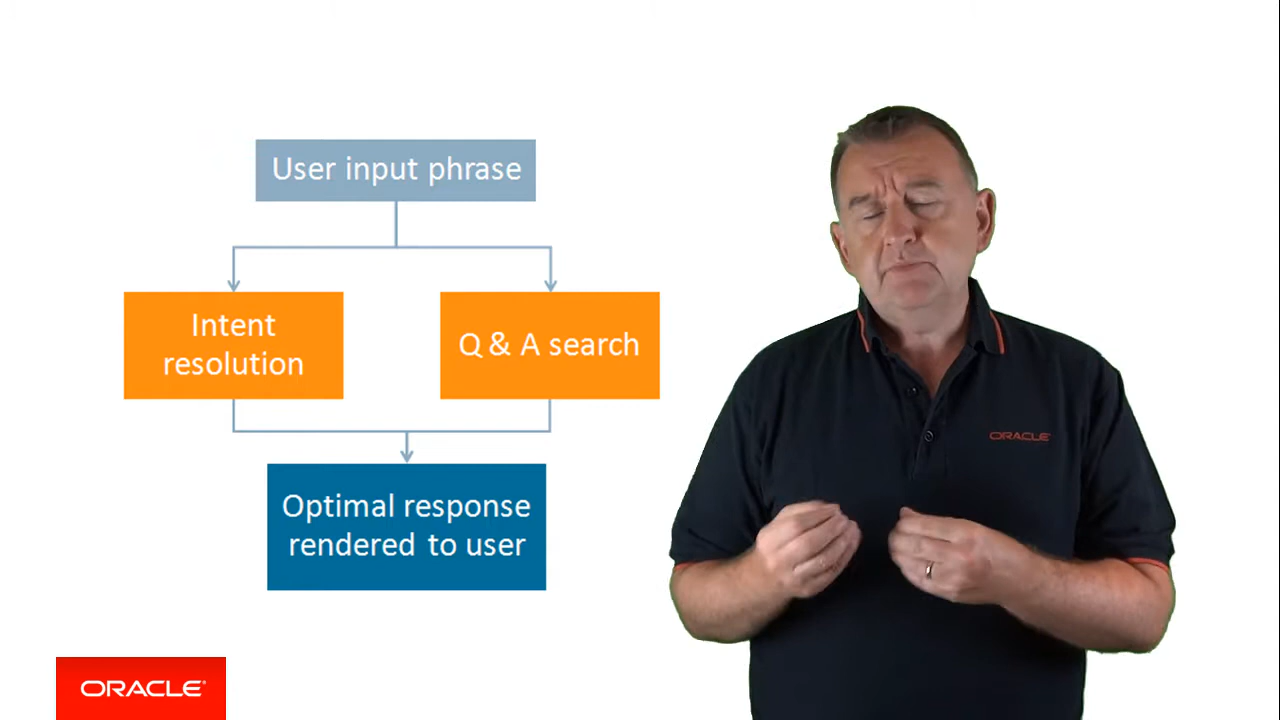 User input phrase
Intent
resolution
Q & A search
ORACLE
Optimal response
rendered to user
ORACLE